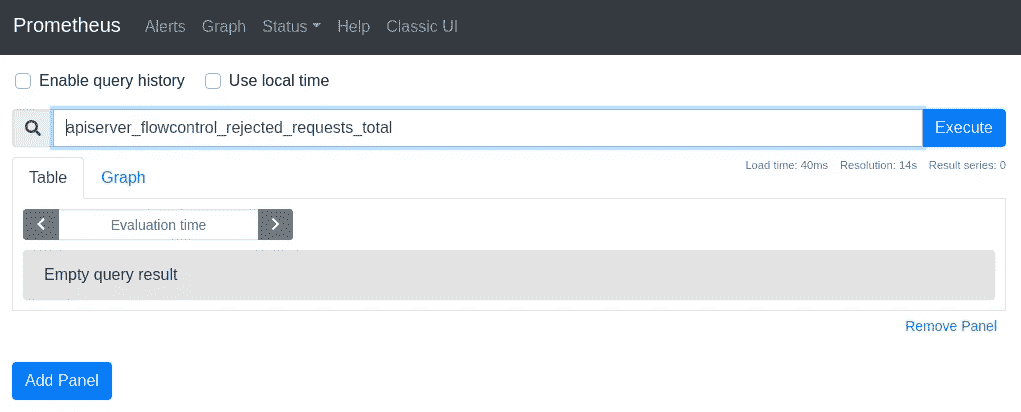 Prometheus Alerts Graph Status Help Classic UI
Enable query history Use local time
apiserver_flowcontrol_rejected_requests_total Execute
Load time: 40ms Resolution: 14s Result series: 0
Table Graph
Evaluation time
Empty query result
Remove Panel
Add Panel